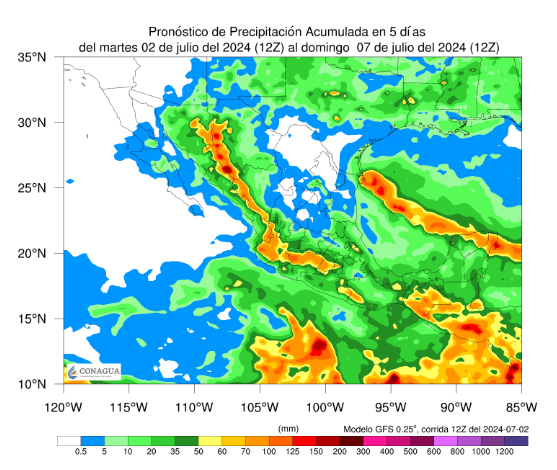 Pronóstico de Precipitación Acumulada en 5 días
del martes 02 de julio del 2024 (12Z) al domingo 07 de julio del 2024 (12Z)
35°N
30°N
25°N
20°N
15°N
10°N
CONAGUA
120°W 115°W 110°W 105°W 100°W 95°W 90°W 85°W
(mm) Modelo GFS 0.25°, corrida 12Z del 2024-07-02
0.5 5 10 20 35 50 60 70 100 125 150 200 300 400 500 600 800 1000 1200